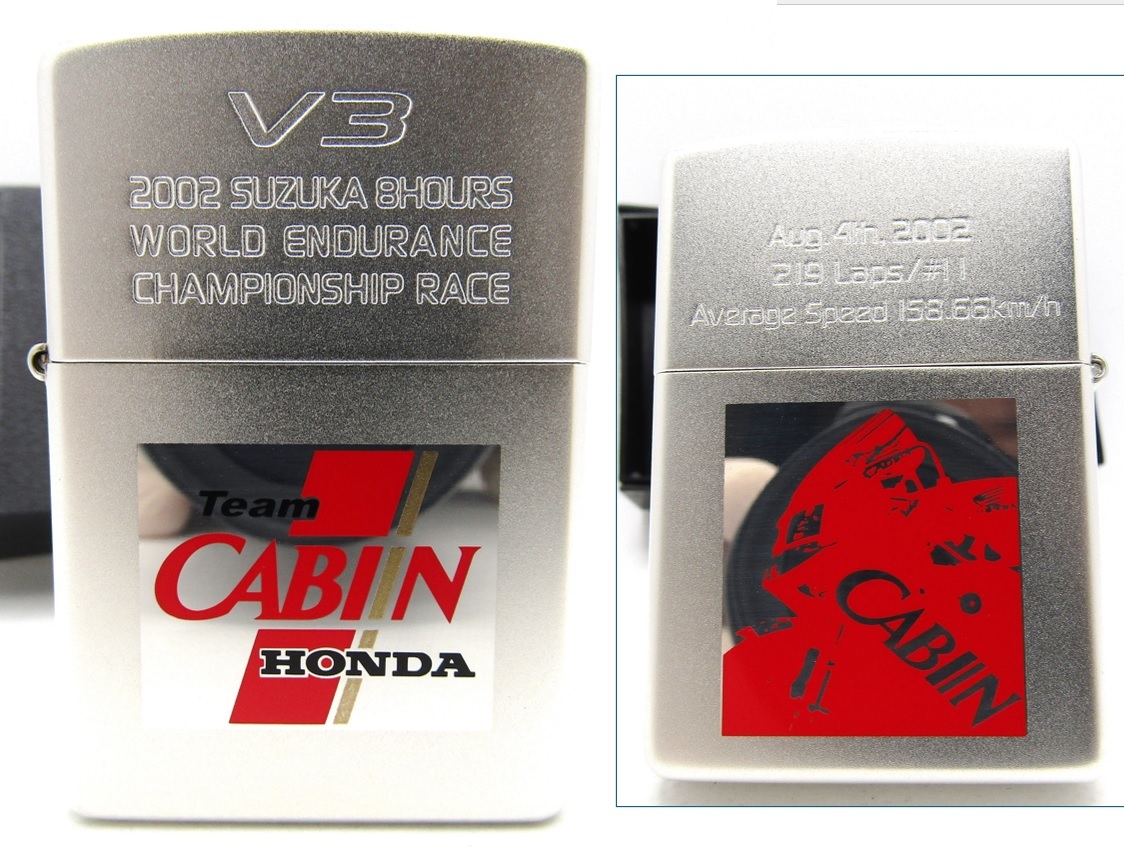 V3
2002 SUZUKA 8HOURS
WORLD ENDURANCE
CHAMPIONSHIP RACE
Team
CABIN
HONDA
Aug. 4th, 2002
219 Laps/#11
Average Speed 158.66km/h
CABIN